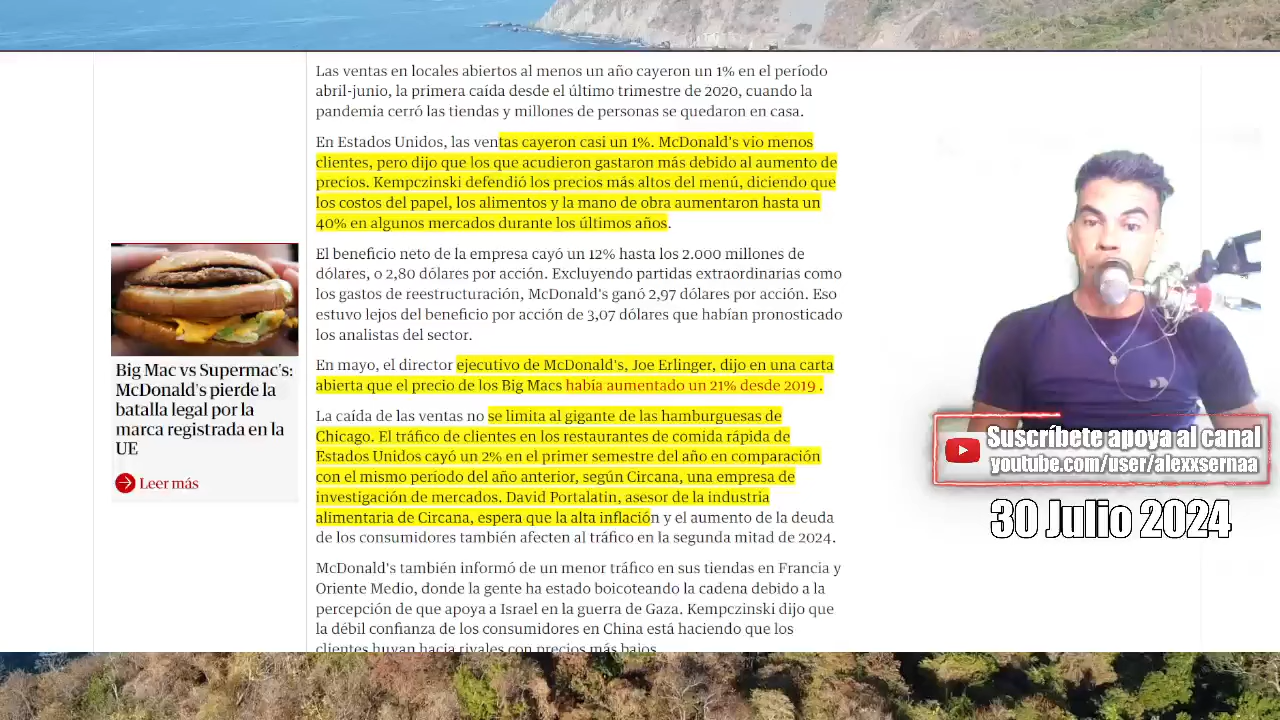 Las ventas en locales abiertos al menos un año cayeron un 1% en el período
abril-junio, la primera caída desde el último trimestre de 2020, cuando la
pandemia cerró las tiendas y millones de personas se quedaron en casa.
En Estados Unidos, las ventas cayeron casi un 1%. McDonald's vio menos
clientes, pero dijo que los que acudieron gastaron más debido al aumento de
precios. Kempczinski defendió los precios más altos del menú, diciendo que
los costos del papel, los alimentos y la mano de obra aumentaron hasta un
40% en algunos mercados durante los últimos años.
El beneficio neto de la empresa cayó un 12% hasta los 2.000 millones de
dólares, o 2,80 dólares por acción. Excluyendo partidas extraordinarias como
los gastos de reestructuración, McDonald's ganó 2,97 dólares por acción. Eso
estuvo lejos del beneficio por acción de 3,07 dólares que habían pronosticado
los analistas del sector.
En mayo, el director ejecutivo de McDonald's, Joe Erlinger, dijo en una carta
abierta que el precio de los Big Macs había aumentado un 21% desde 2019 .
La caída de las ventas no se limita al gigante de las hamburguesas de
Chicago. El tráfico de clientes en los restaurantes de comida rápida de
Estados Unidos cayó un 2% en el primer semestre del año en comparación
con el mismo período del año anterior, según Circana, una empresa de
investigación de mercados. David Portalatin, asesor de la industria
alimentaria de Circana, espera que la alta inflación y el aumento de la deuda
de los consumidores también afecten al tráfico en la segunda mitad de 2024.
McDonald's también informó de un menor tráfico en sus tiendas en Francia y
Oriente Medio, donde la gente ha estado boicoteando la cadena debido a la
percepción de que apoya a Israel en la guerra de Gaza. Kempczinski dijo que
la débil confianza de los consumidores en China está haciendo que los
clientes huyan hacia rivales con precios más bajos.
Big Mac vs Supermac's:
McDonald's pierde la
batalla legal por la
marca registrada en la
UE
Leer más
Suscríbete apoya al canal
youtube.com/user/alexxsernaa
30 Julio 2024